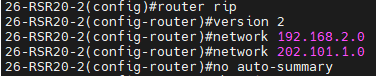 26-RSR20-2(config)#router rip
26-RSR20-2(config-router)#version 2
26-RSR20-2(config-router)#network 192.168.2.0
26-RSR20-2(config-router)#network 202.101.1.0
26-RSR20-2(config-router)#no auto-summary